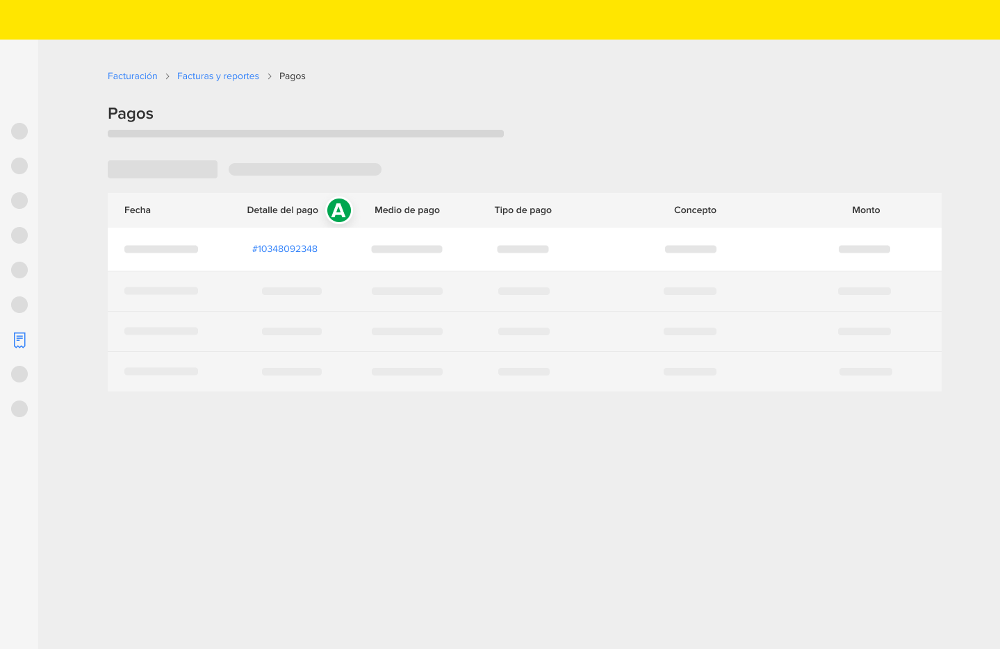 Facturación > Facturas y reportes > Pagos
Pagos
Fecha Detalle del pago A Medio de pago Tipo de pago Concepto Monto
#10348092348